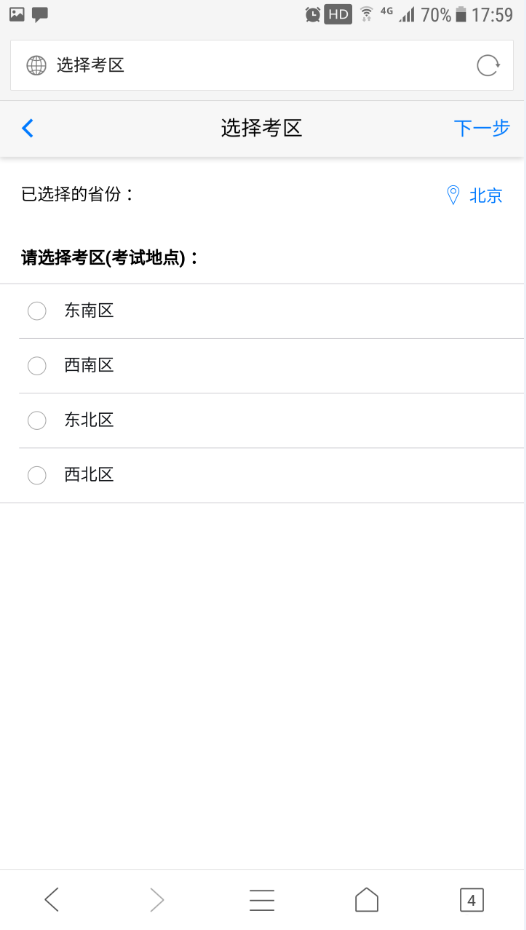 HD 4G 70% 17:59
选择考区
选择考区 下一步
已选择的省份： 北京
请选择考区(考试地点)：
东南区
西南区
东北区
西北区
4